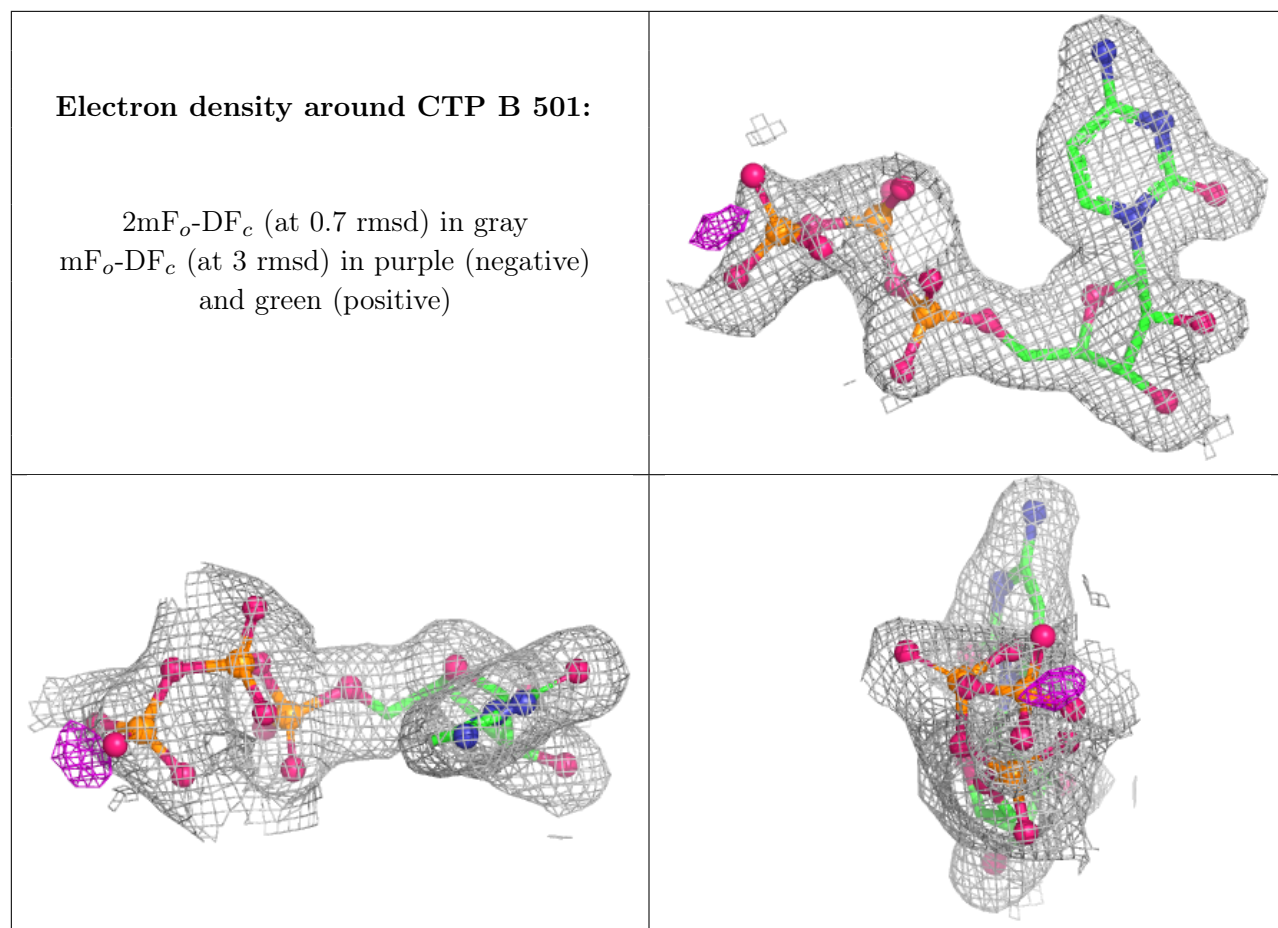 Electron density around CTP B 501:
2mFo-DFc (at 0.7 rmsd) in gray
mFo-DFc (at 3 rmsd) in purple (negative)
and green (positive)